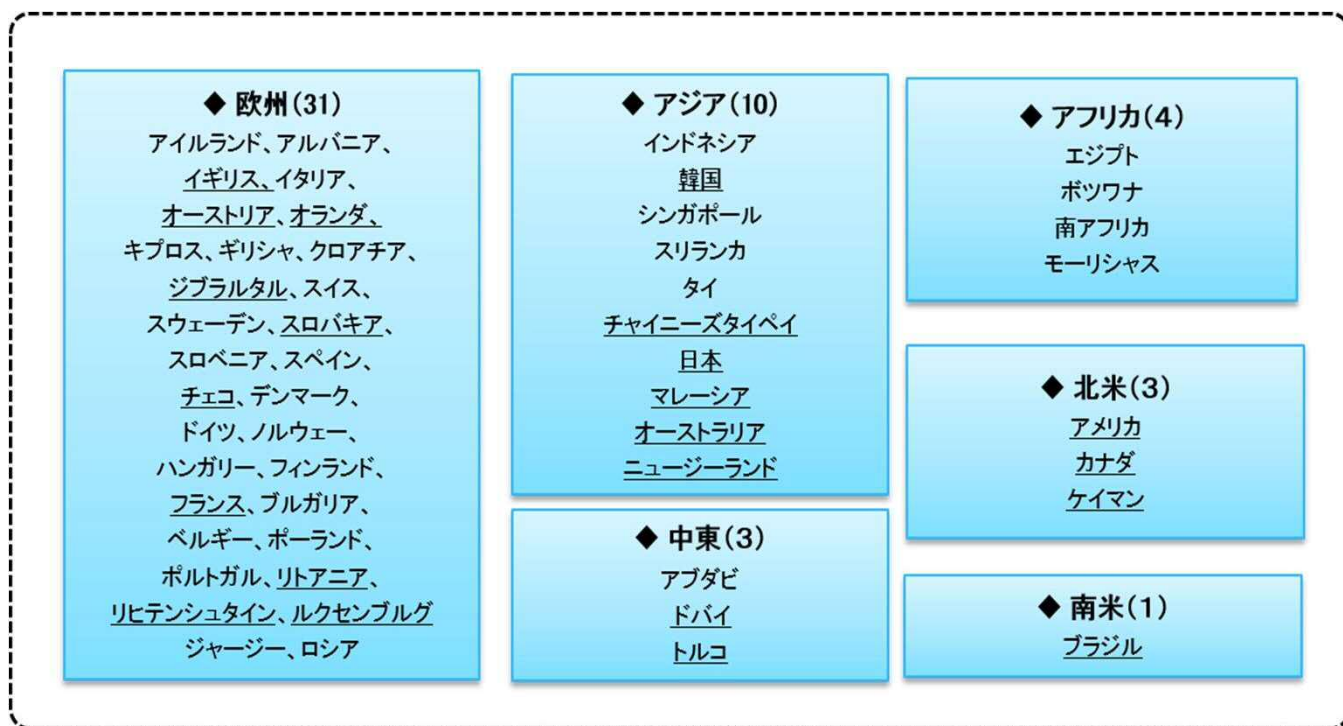 ◆ 欧州(31)
アイルランド、アルバニア、
イギリス、イタリア、
オーストリア、オランダ、
キプロス、ギリシャ、クロアチア、
ジブラルタル、スイス、
スウェーデン、スロバキア、
スロベニア、スペイン、
チェコ、デンマーク、
ドイツ、ノルウェー、
ハンガリー、フィンランド、
フランス、ブルガリア、
ベルギー、ポーランド、
ポルトガル、リトアニア、
リヒテンシュタイン、ルクセンブルグ
ジャージー、ロシア
◆ アジア(10)
インドネシア
韓国
シンガポール
スリランカ
タイ
チャイニーズタイペイ
日本
マレーシア
オーストラリア
ニュージーランド
◆ 中東(3)
アブダビ
ドバイ
トルコ
◆ アフリカ(4)
エジプト
ボツワナ
南アフリカ
モーリシャス
◆ 北米(3)
アメリカ
カナダ
ケイマン
◆ 南米(1)
ブラジル